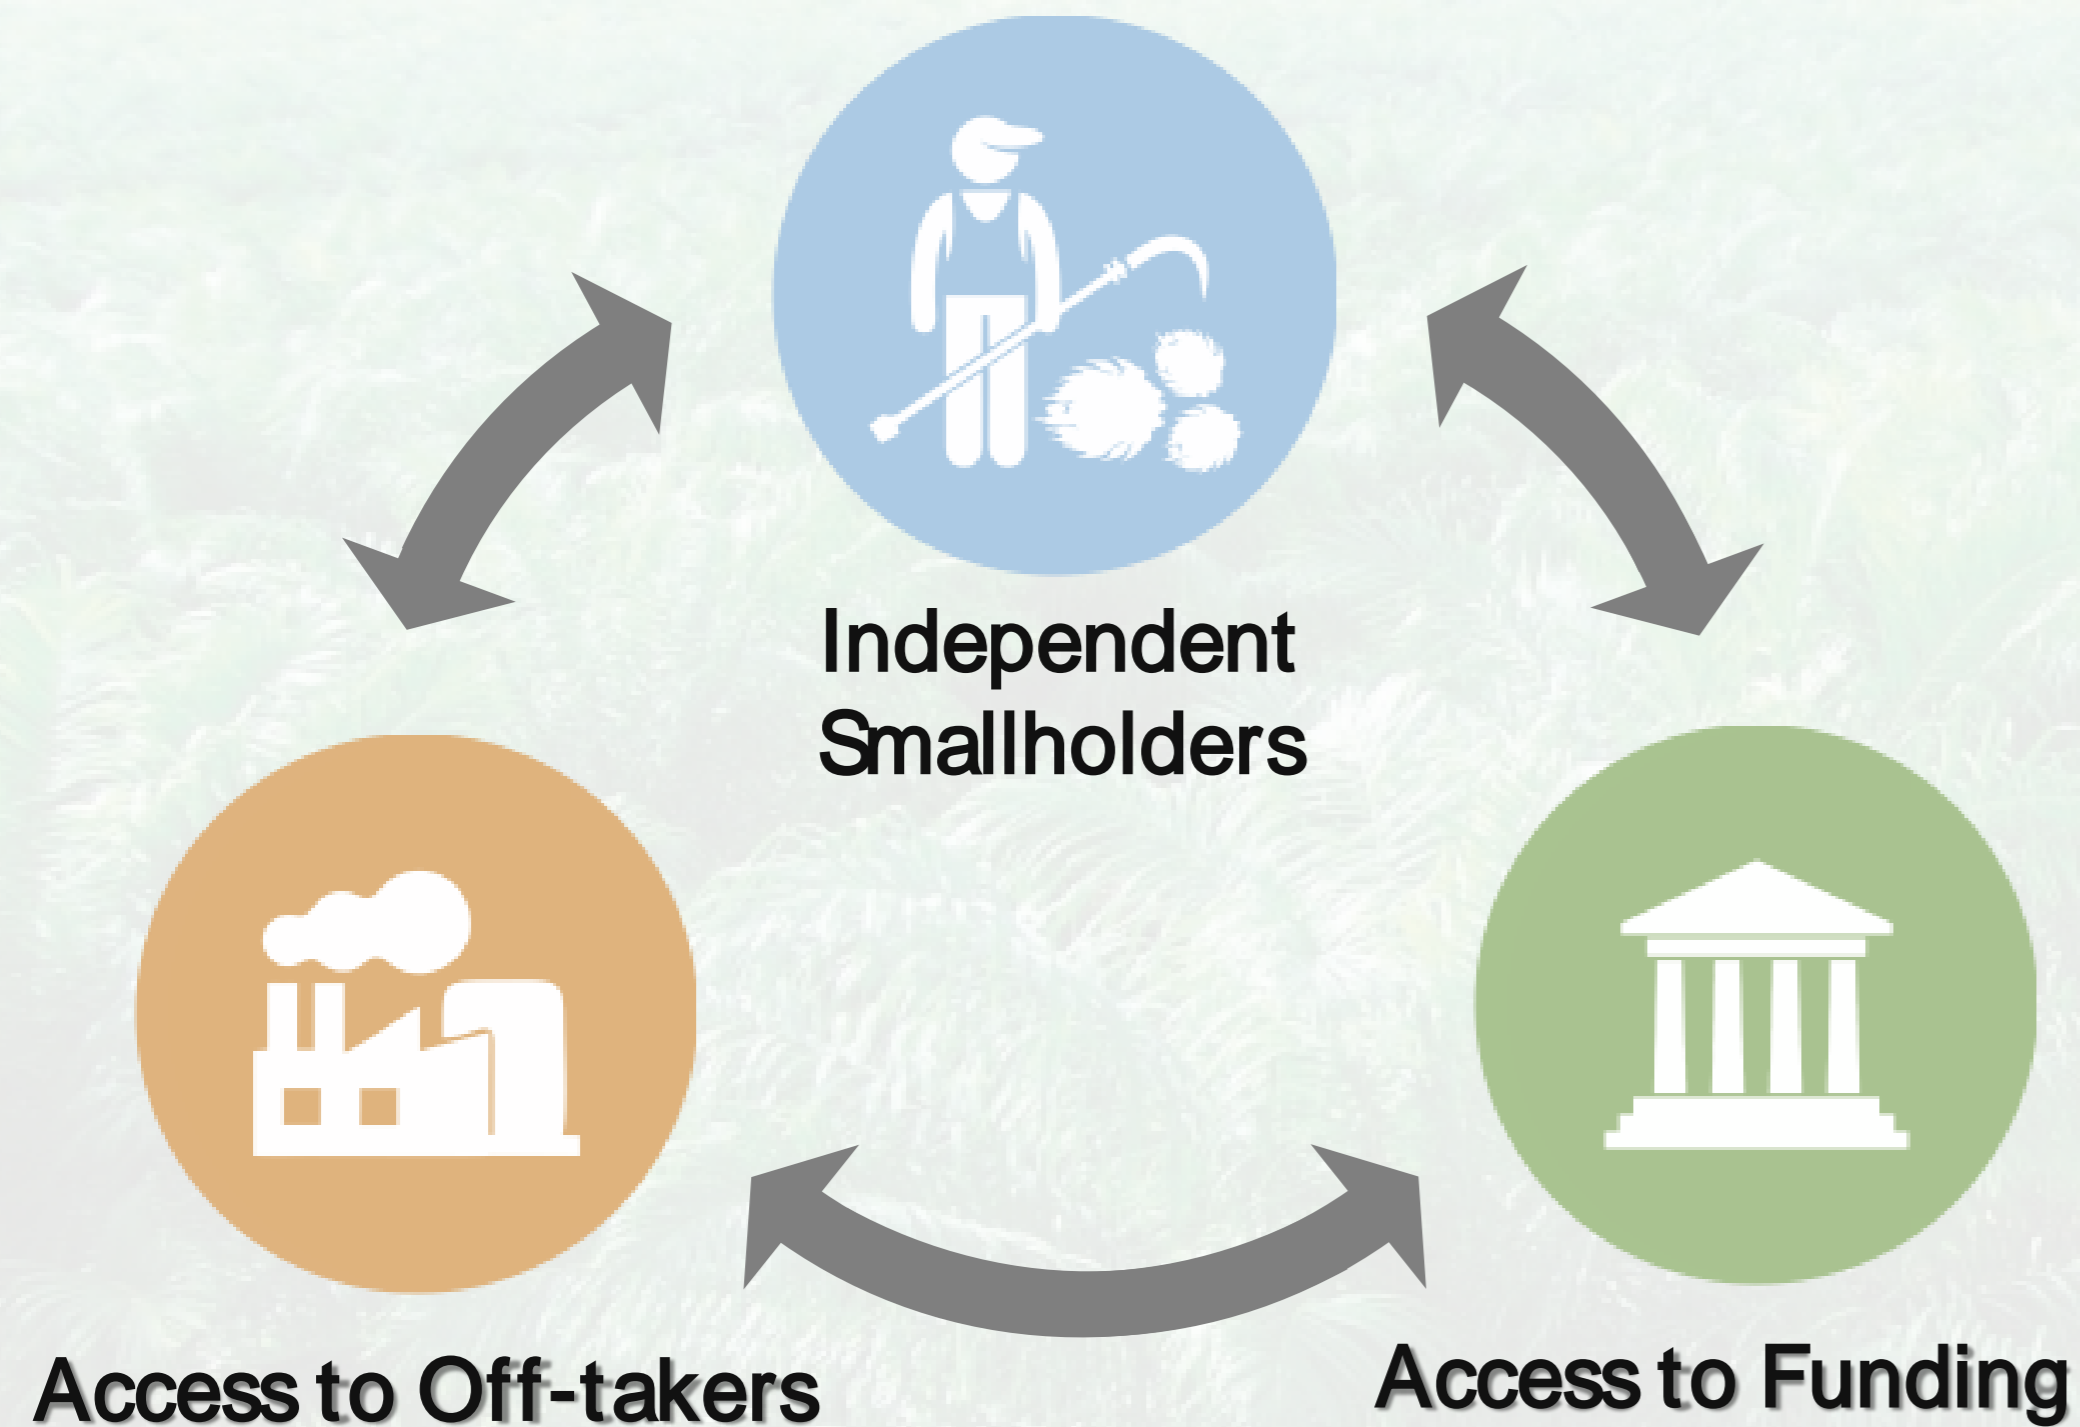 Independent
Smallholders
Access to Off-takers
Access to Funding